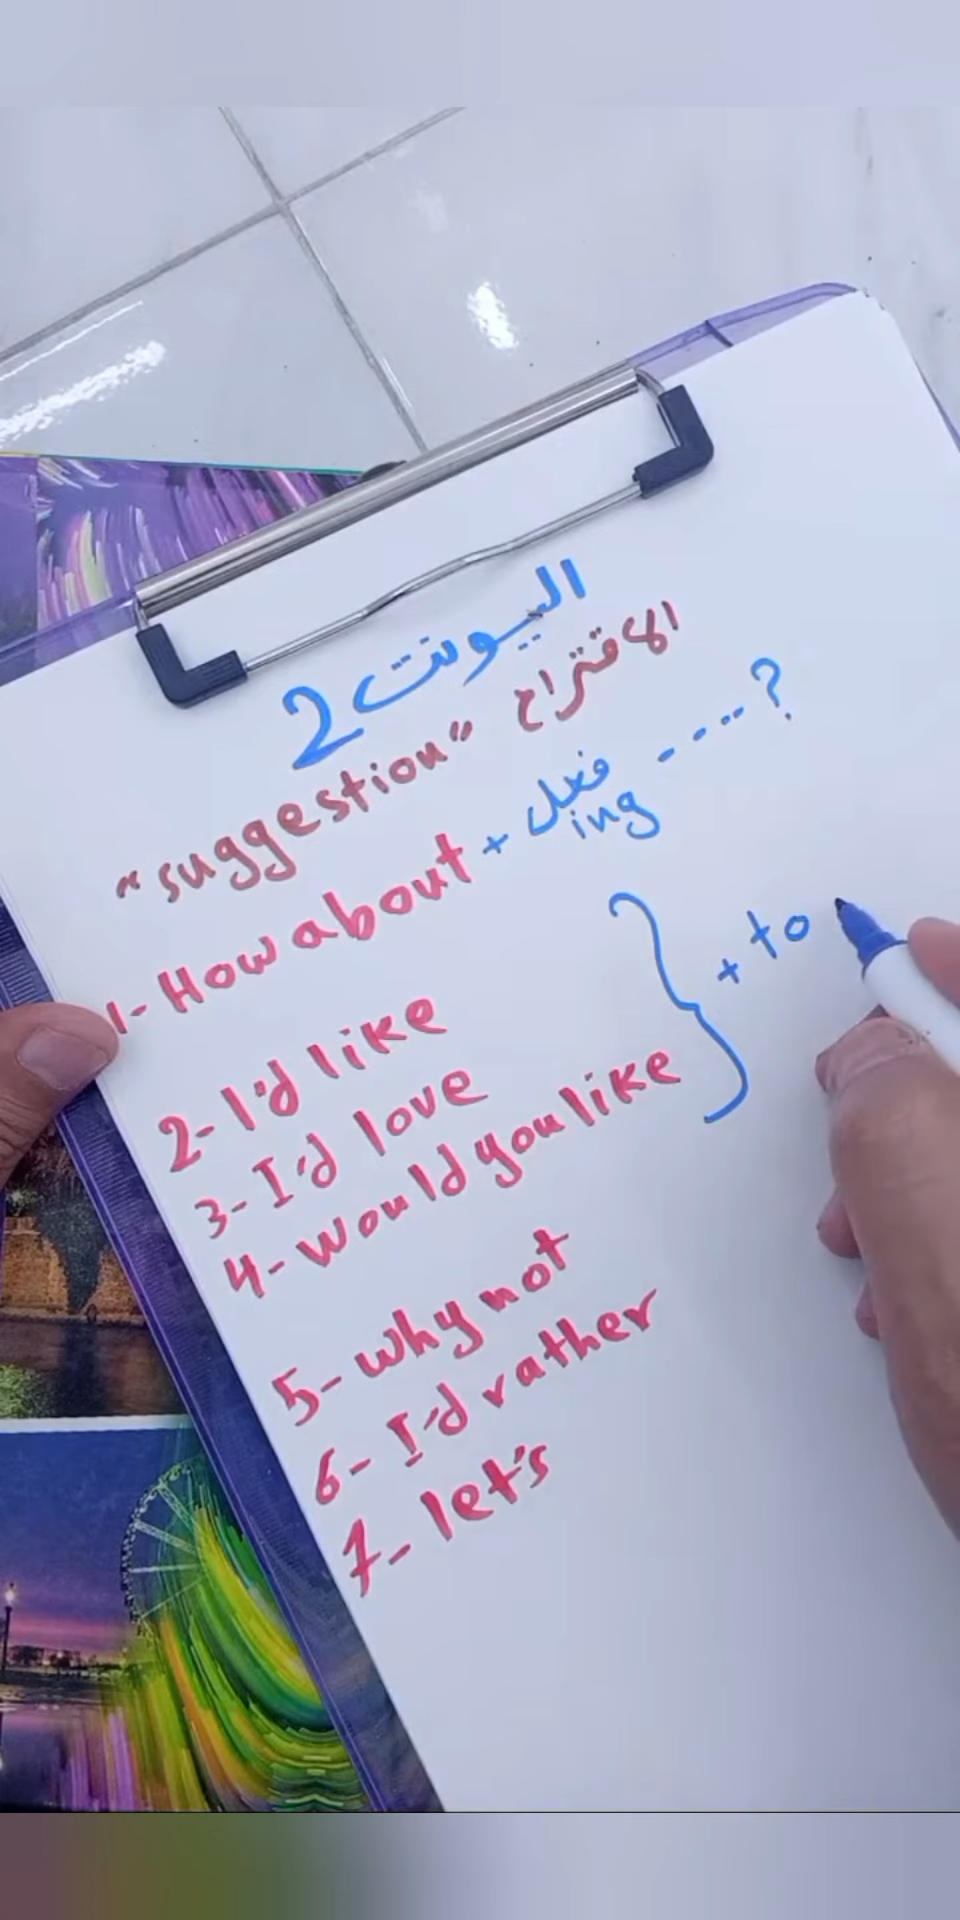 اليونت 2
"suggestion" الاقتراح
1- How about + فعل ing ....?
2- I'd like
3- I'd love
4- would you like
} + to
5- why not
6- I'd rather
7- let's